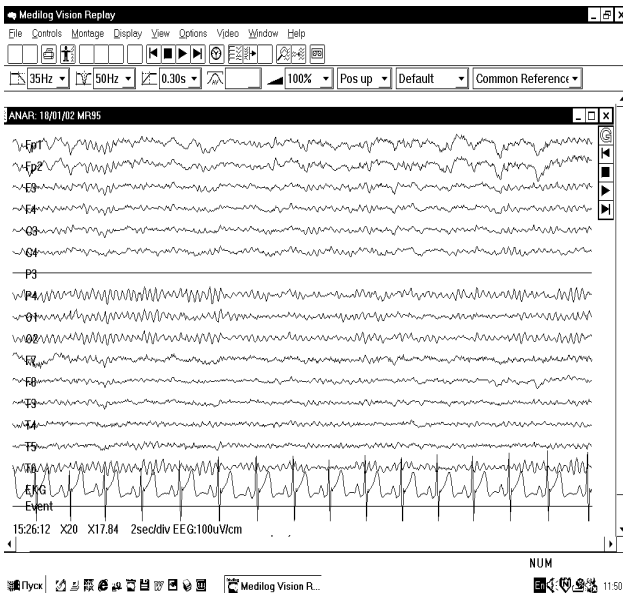 Medilog Vision Replay
File Controls Montage Display View Options Video Window Help
35Hz 50Hz 0.30s 100% Pos up Default Common Reference
ANAR: 18/01/02 MR95
Fp1
Fp2
F3
F4
C3
C4
P3
P4
O1
O2
F7
F8
T3
T4
T5
T6
EKG
Event
15:26:12 X20 X17.84 2sec/div EEG:100uV/cm
NUM
Пуск Medilog Vision R... En 11:50